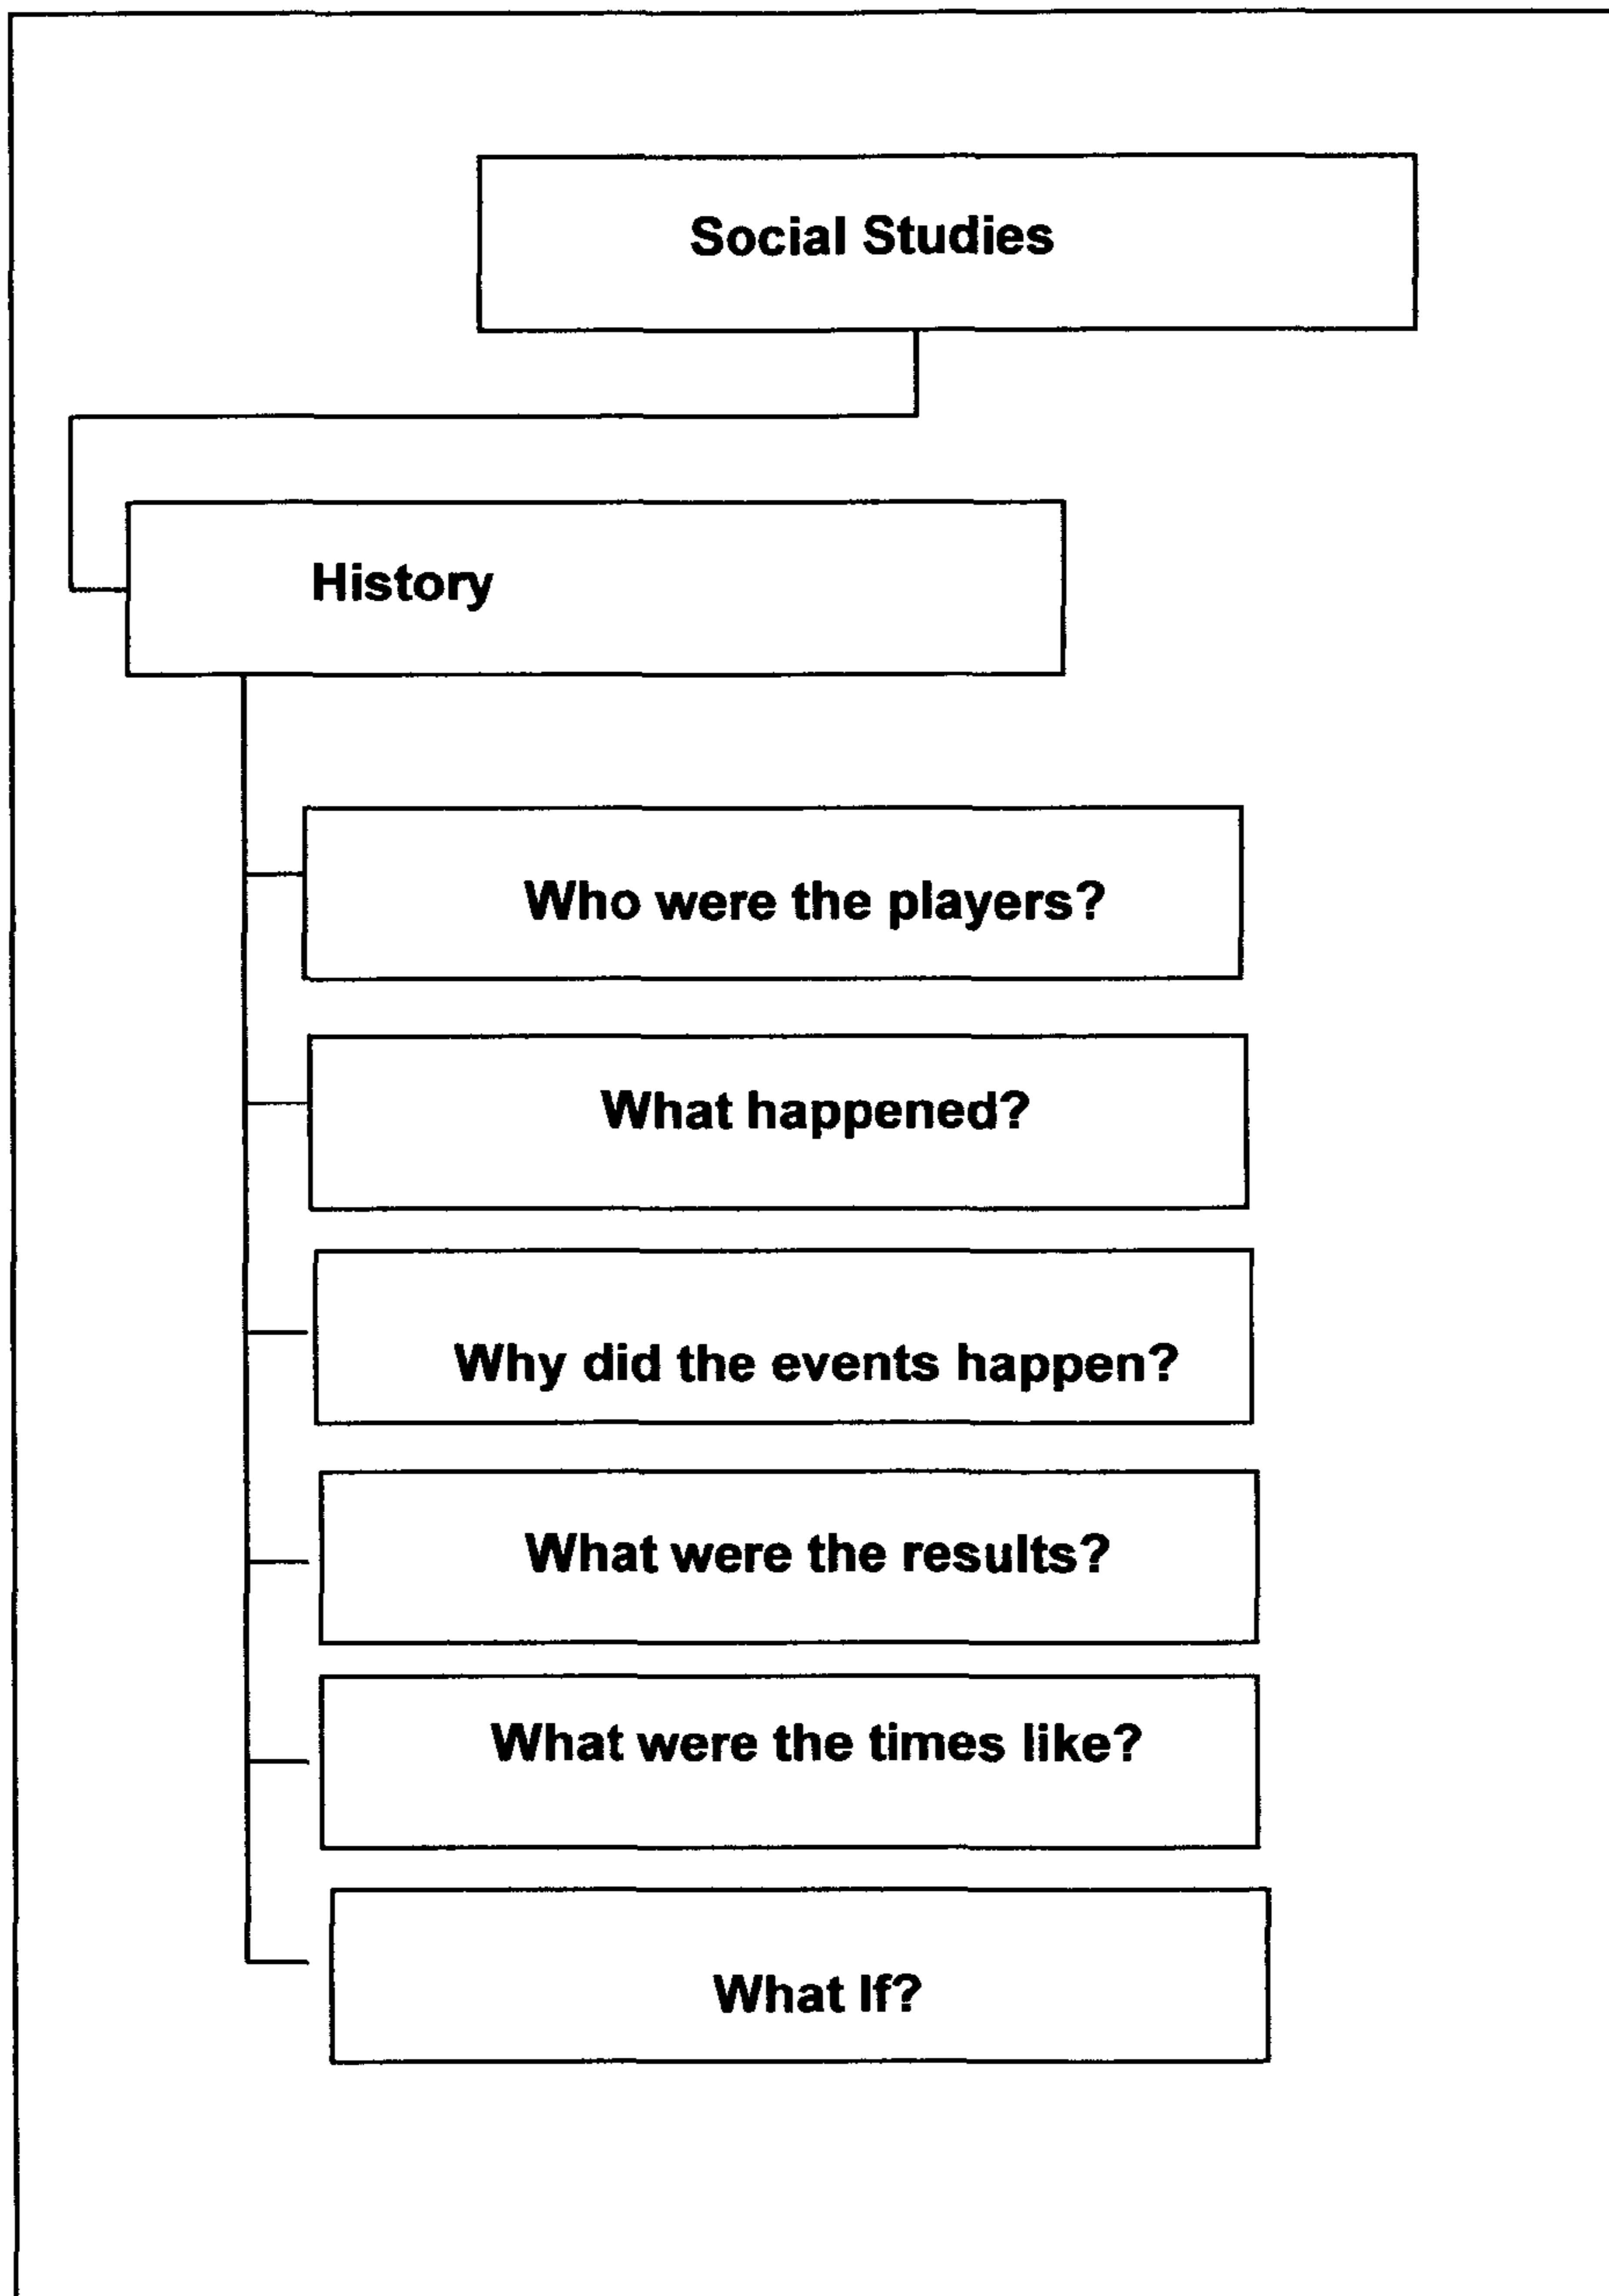 Social Studies
History
Who were the players?
What happened?
Why did the events happen?
What were the results?
What were the times like?
What If?